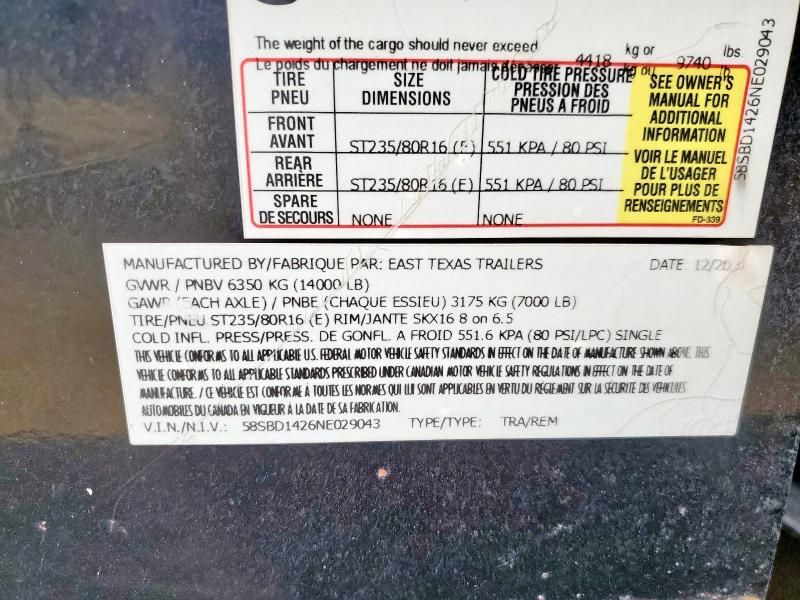 The weight of the cargo should never exceed 4418 kg or 9740 lbs.
Le poids du chargement ne doit jamais kg ou
TIRE PNEU SIZE DIMENSIONS COLD TIRE PRESSURE PRESSION DES PNEUS A FROID
SEE OWNER'S MANUAL FOR ADDITIONAL INFORMATION
FRONT AVANT ST235/80R16 (E) 551 KPA / 80 PSI
REAR ARRIÈRE ST235/80R16 (E) 551 KPA / 80 PSI
VOIR LE MANUEL DE L'USAGER POUR PLUS DE RENSEIGNEMENTS
SPARE DE SECOURS NONE NONE
FD-339
58SBD1426NE029043
MANUFACTURED BY/FABRIQUE PAR: EAST TEXAS TRAILERS DATE:
GVWR / PNBV 6350 KG (14000 LB)
GAWR (EACH AXLE) / PNBE (CHAQUE ESSIEU) 3175 KG (7000 LB)
TIRE/PNEU ST235/80R16 (E) RIM/JANTE SKX16 8 on 6.5
COLD INFL. PRESS/PRESS. DE GONFL. A FROID 551.6 KPA (80 PSI/LPC) SINGLE
THIS VEHICLE CONFORMS TO ALL APPLICABLE U.S. FEDERAL MOTOR VEHICLE SAFETY STANDARDS IN EFFECT ON THE DATE OF MANUFACTURE SHOWN ABOVE. THIS
VEHICLE CONFORMS TO ALL APPLICABLE STANDARDS PRESCRIBED UNDER CANADIAN MOTOR VEHICLE SAFETY REGULATIONS IN EFFECT ON THE DATE OF
MANUFACTURE. / CE VEHICLE EST CONFORME A TOUTES LES NORMES QUI LUI SONT APPLICABLES EN VERTU DU RÈGLEMENT SUR LA SÉCURITE DES VEHICULES
AUTOMOBILES DU CANADA EN VIGUEUR A LA DATE DE SA FABRICATION.
V.I.N./N.I.V.: 58SBD1426NE029043 TYPE/TYPE: TRA/REM